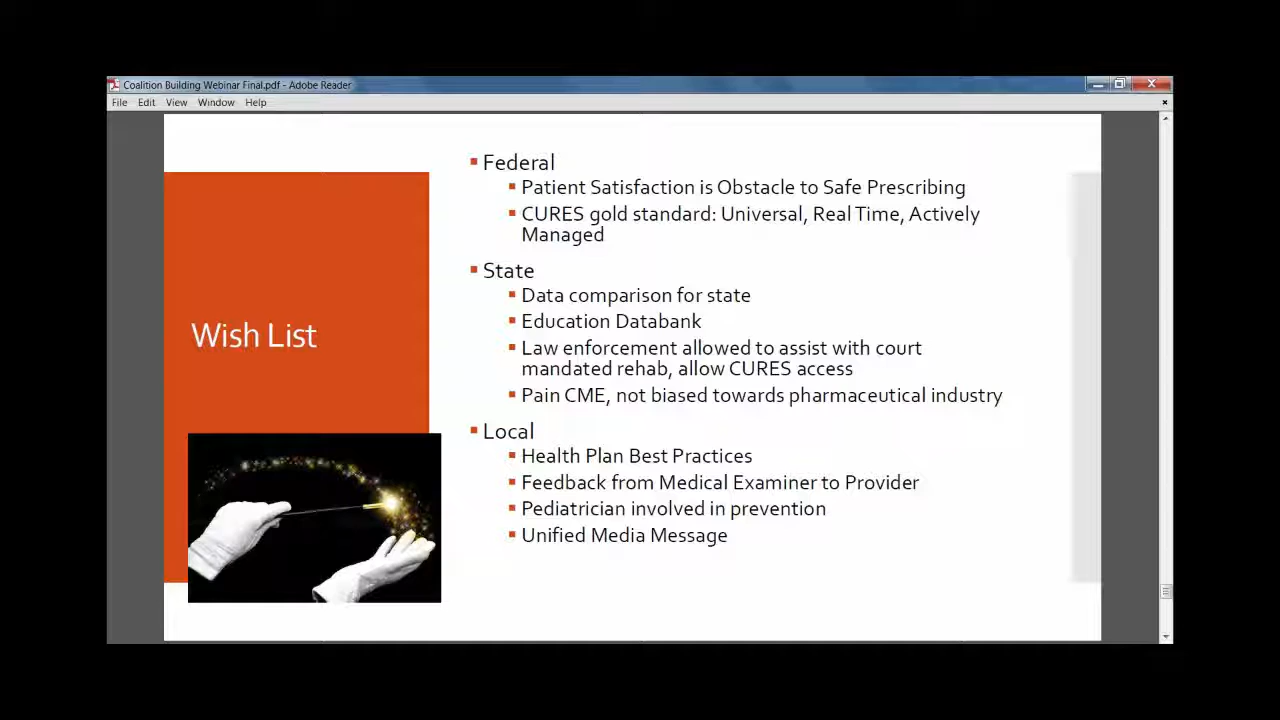 Coalition Building Webinar Final.pdf - Adobe Reader
File Edit View Window Help
Wish List
Federal
Patient Satisfaction is Obstacle to Safe Prescribing
CURES gold standard: Universal, Real Time, Actively
Managed
State
Data comparison for state
Education Databank
Law enforcement allowed to assist with court
mandated rehab, allow CURES access
Pain CME, not biased towards pharmaceutical industry
Local
Health Plan Best Practices
Feedback from Medical Examiner to Provider
Pediatrician involved in prevention
Unified Media Message